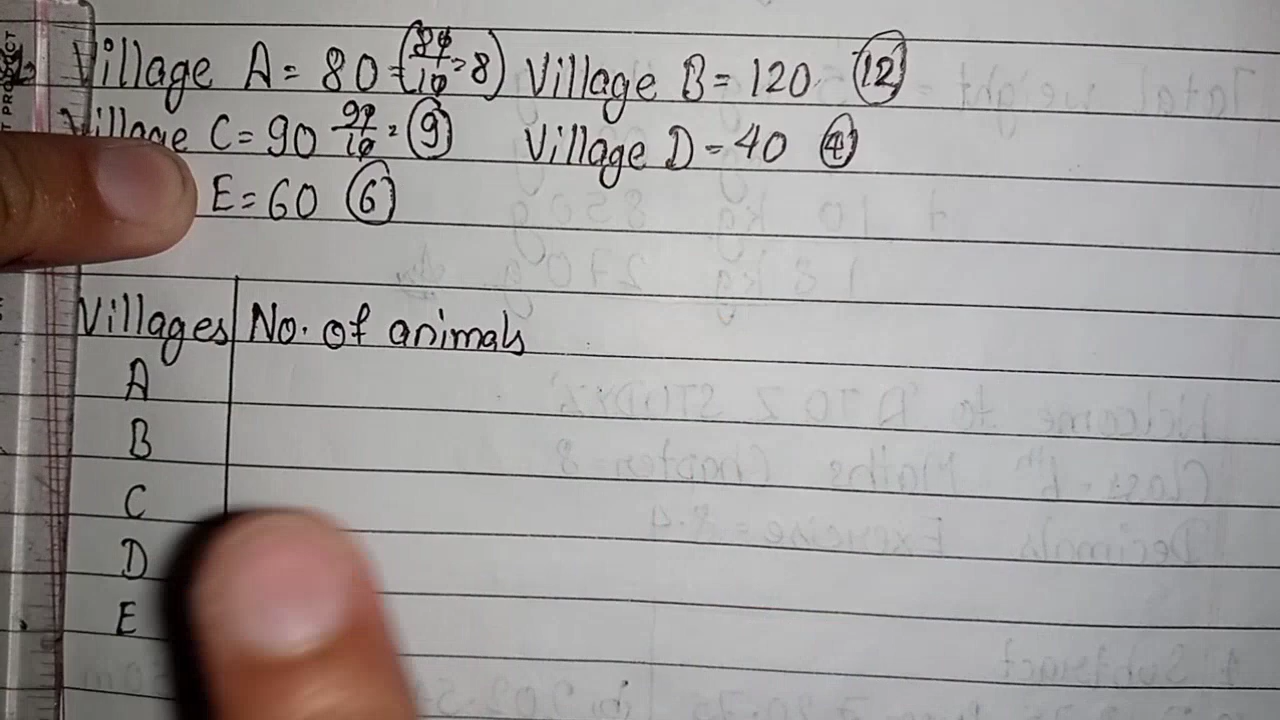 Village A = 80 = (80/10 = 8) Village B = 120 (12)
Village C = 90 90/10 = (9) Village D = 40 (4)
E = 60 (6)
Villages No. of animals
A
B
C
D
E